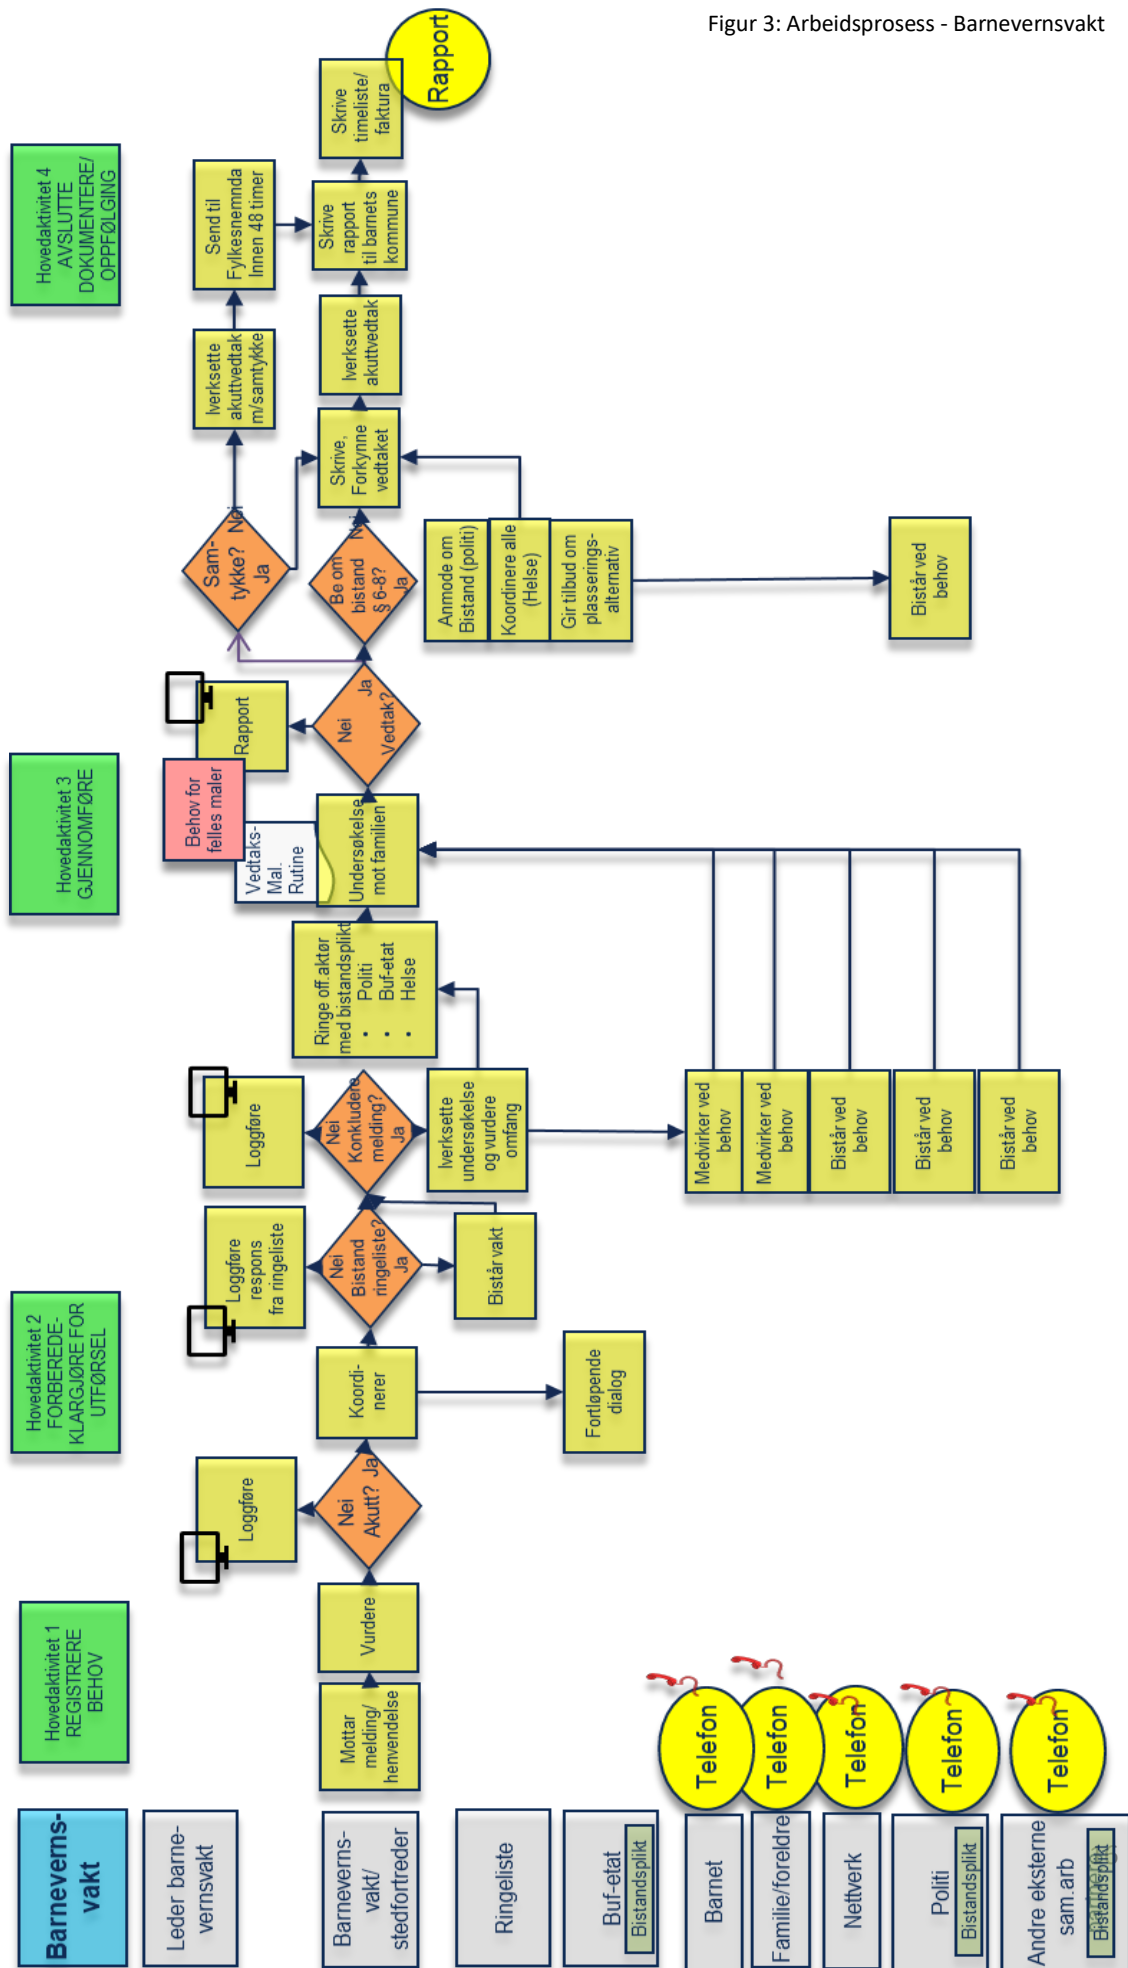 Figur 3: Arbeidsprosess - Barnevernsvakt
Barneverns-
vakt
Hovedaktivitet 1
REGISTRERE
BEHOV
Hovedaktivitet 2
FORBEREDE-
KLARGJØRE FOR
UTFØRSEL
Hovedaktivitet 3
GJENNOMFØRE
Hovedaktivitet 4
AVSLUTTE
DOKUMENTERE/
OPPFØLGING
Leder barne-
vernsvakt
Loggføre
Loggføre
respons
fra ringeliste
Loggføre
Vedtaks-
Mal.
Rutine
Behov for
felles maler
Rapport
Sam-
tykke?
Ja
Nei
Iverksette
akuttvedtak
m/samtykke
Send til
Fylkesnemnda
Innen 48 timer
Barneverns-
vakt/
stedfortreder
Mottar
melding/
henvendelse
Vurdere
Nei
Akutt?
Ja
Koordi-
nerer
Nei
Bistand
ringeliste?
Ja
Nei
Konkludere
melding?
Ja
Ringe off.aktør
med bistandsplikt
• Politi
• Buf-etat
• Helse
Undersøkelse
mot familien
Nei
Ja
Vedtak?
Be om
bistand
§ 6-8?
Ja
Nei
Skrive,
Forkynne
vedtaket
Iverksette
akuttvedtak
Skrive
rapport
til barnets
kommune
Skrive
timeliste/
faktura
Rapport
Ringeliste
Bistår vakt
Iverksette
undersøkelse
og vurdere
omfang
Anmode om
Bistand (politi)
Koordinere alle
(Helse)
Gir tilbud om
plasserings-
alternativ
Buf-etat
Bistandsplikt
Fortløpende
dialog
Barnet
Telefon
Medvirker ved
behov
Familie/foreldre
Telefon
Medvirker ved
behov
Nettverk
Telefon
Bistår ved
behov
Bistår ved
behov
Politi
Bistandsplikt
Telefon
Bistår ved
behov
Andre eksterne
sam.arb
Bistandsplikt
Telefon
Bistår ved
behov